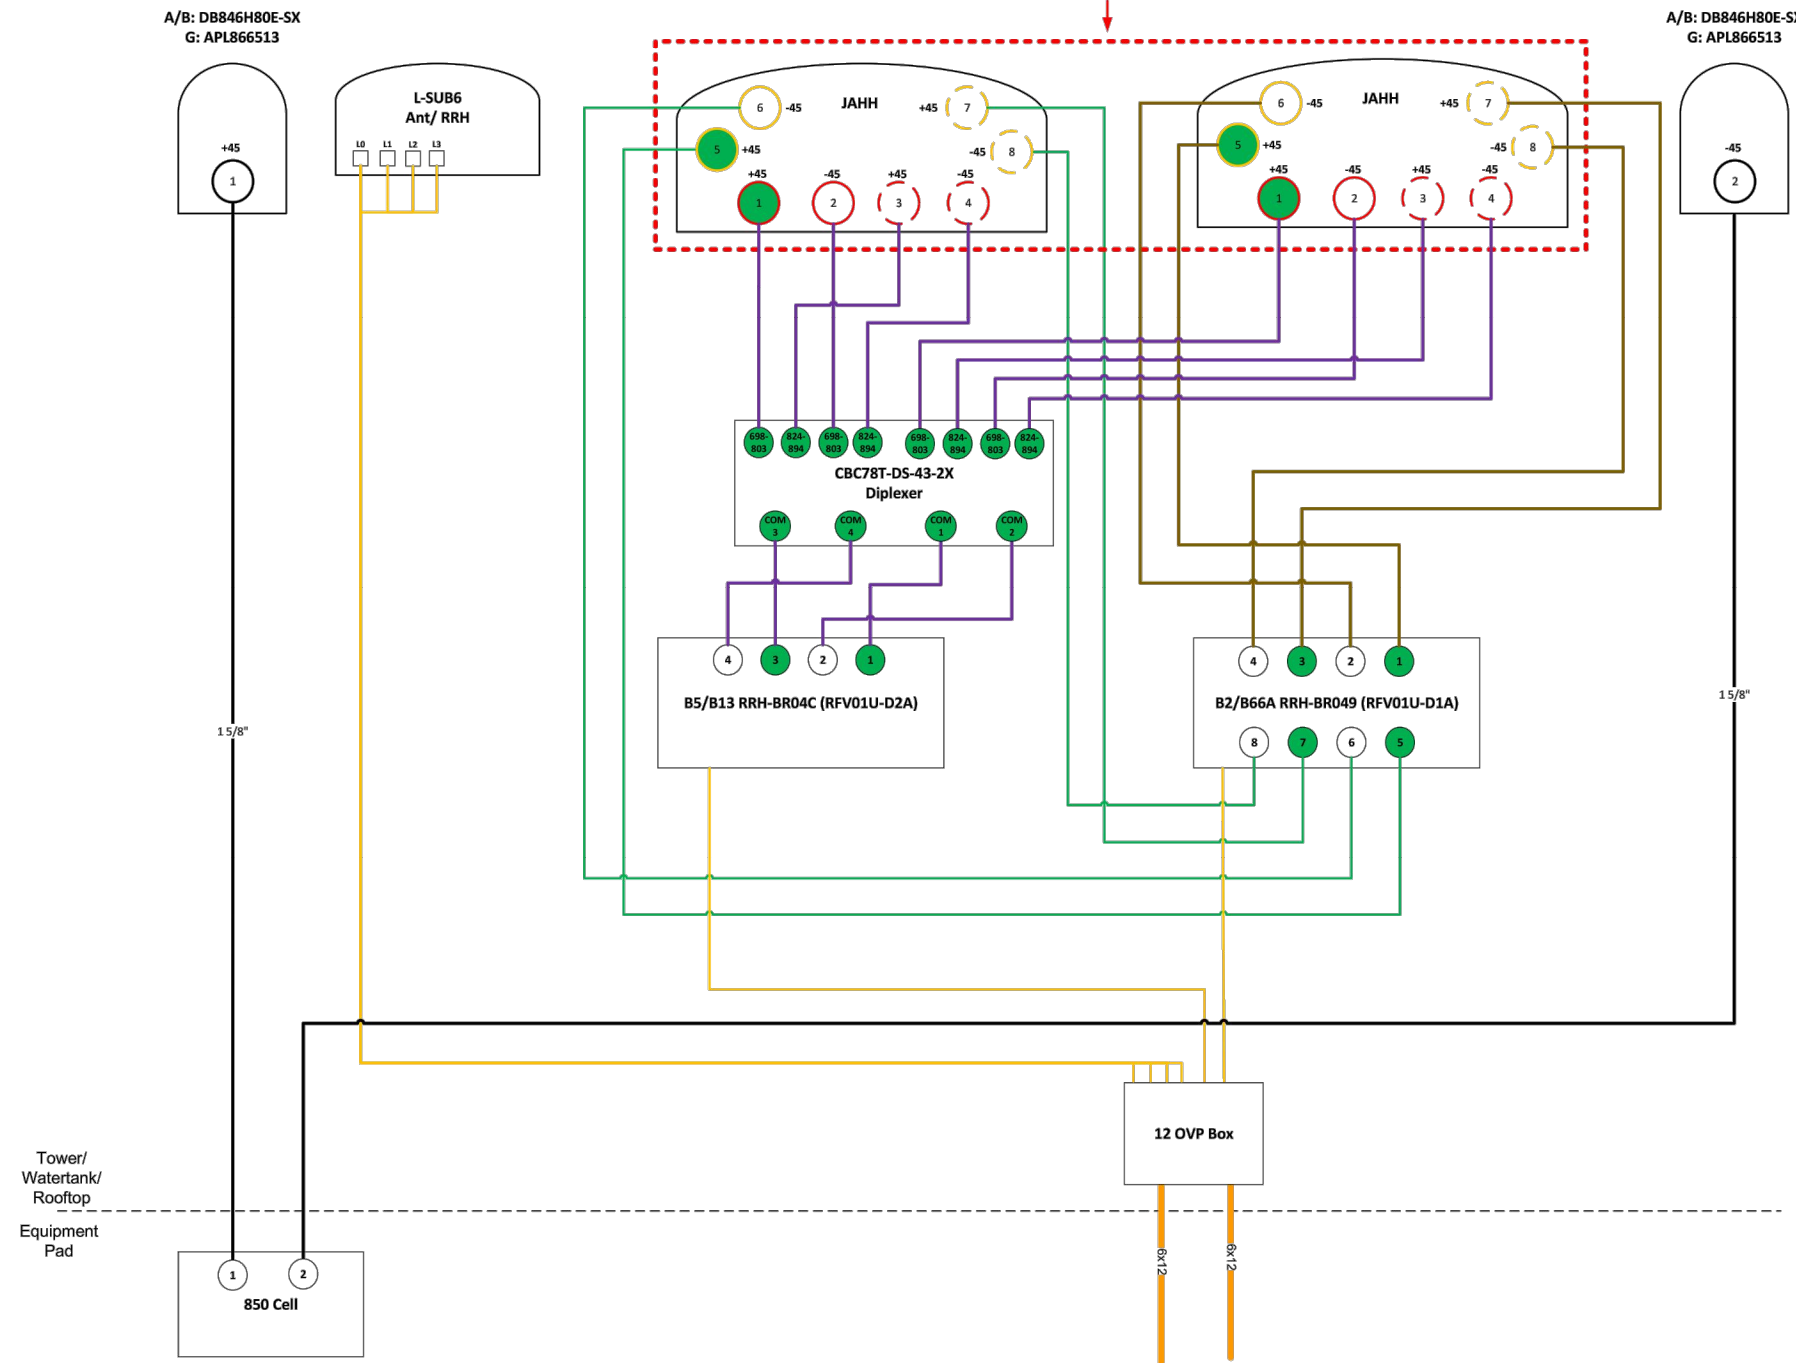 A/B: DB846H80E-SX
G: APL866513
+45
1
L-SUB6
Ant/ RRH
L0 L1 L2 L3
JAHH
6 -45
+45 7
5 +45
-45 8
+45 -45 +45 -45
1 2 3 4
JAHH
6 -45
+45 7
5 +45
-45 8
+45 -45 +45 -45
1 2 3 4
A/B: DB846H80E-SX
G: APL866513
-45
2
698-803 824-894 698-803 824-894 698-803 824-894 698-803 824-894
CBC78T-DS-43-2X
Diplexer
COM 3 COM 4 COM 1 COM 2
4 3 2 1
B5/B13 RRH-BR04C (RFV01U-D2A)
4 3 2 1
B2/B66A RRH-BR049 (RFV01U-D1A)
8 7 6 5
1 5/8"
1 5/8"
12 OVP Box
Tower/
Watertank/
Rooftop
Equipment
Pad
6x12
6x12
1 2
850 Cell